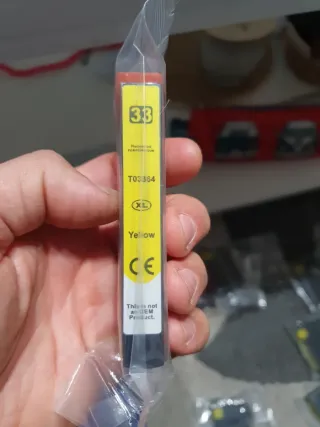 33
T03364
XL
Yellow
CE
This is not
an OEM
Product.